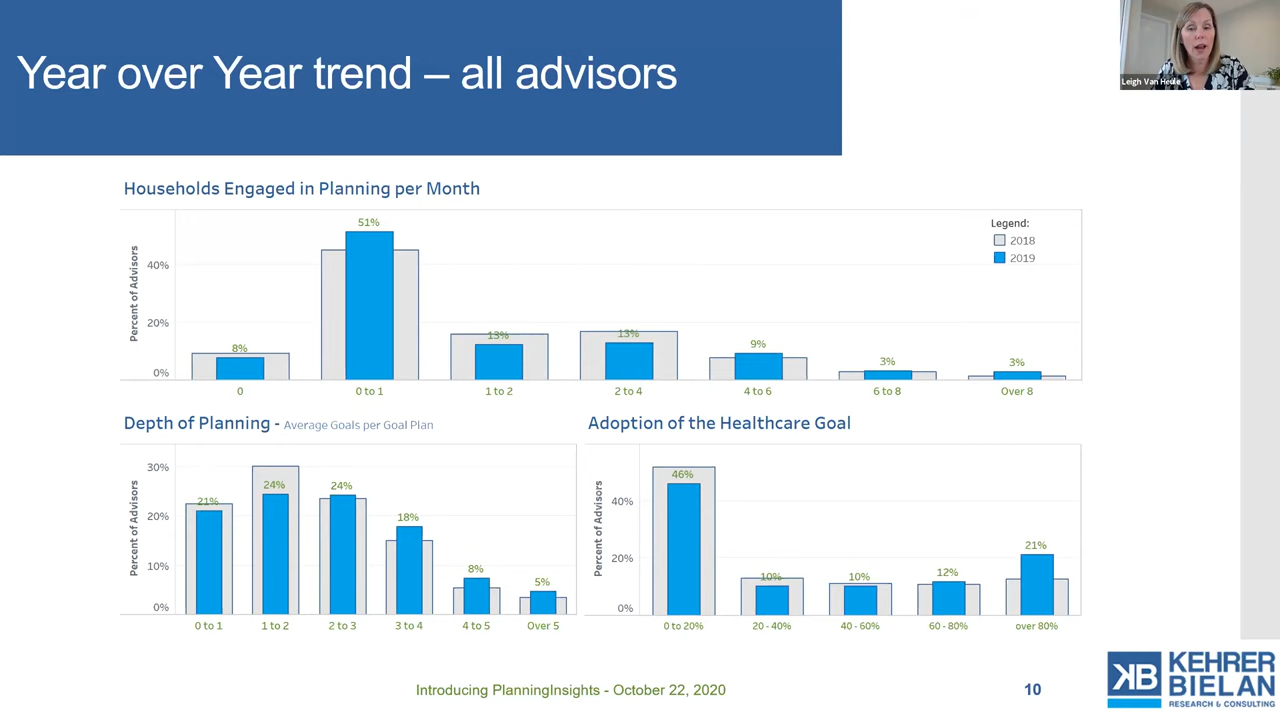 Year over Year trend – all advisors
Leigh Van Heule
Households Engaged in Planning per Month
Percent of Advisors
40%
20%
0%
8%
51%
13%
13%
9%
3%
3%
Legend:
2018
2019
0
0 to 1
1 to 2
2 to 4
4 to 6
6 to 8
Over 8
Depth of Planning - Average Goals per Goal Plan
Percent of Advisors
30%
20%
10%
0%
21%
24%
24%
18%
8%
5%
0 to 1
1 to 2
2 to 3
3 to 4
4 to 5
Over 5
Adoption of the Healthcare Goal
Percent of Advisors
40%
20%
0%
46%
10%
10%
12%
21%
0 to 20%
20 - 40%
40 - 60%
60 - 80%
over 80%
Introducing PlanningInsights - October 22, 2020
10
KB
KEHRER
BIELAN
RESEARCH & CONSULTING